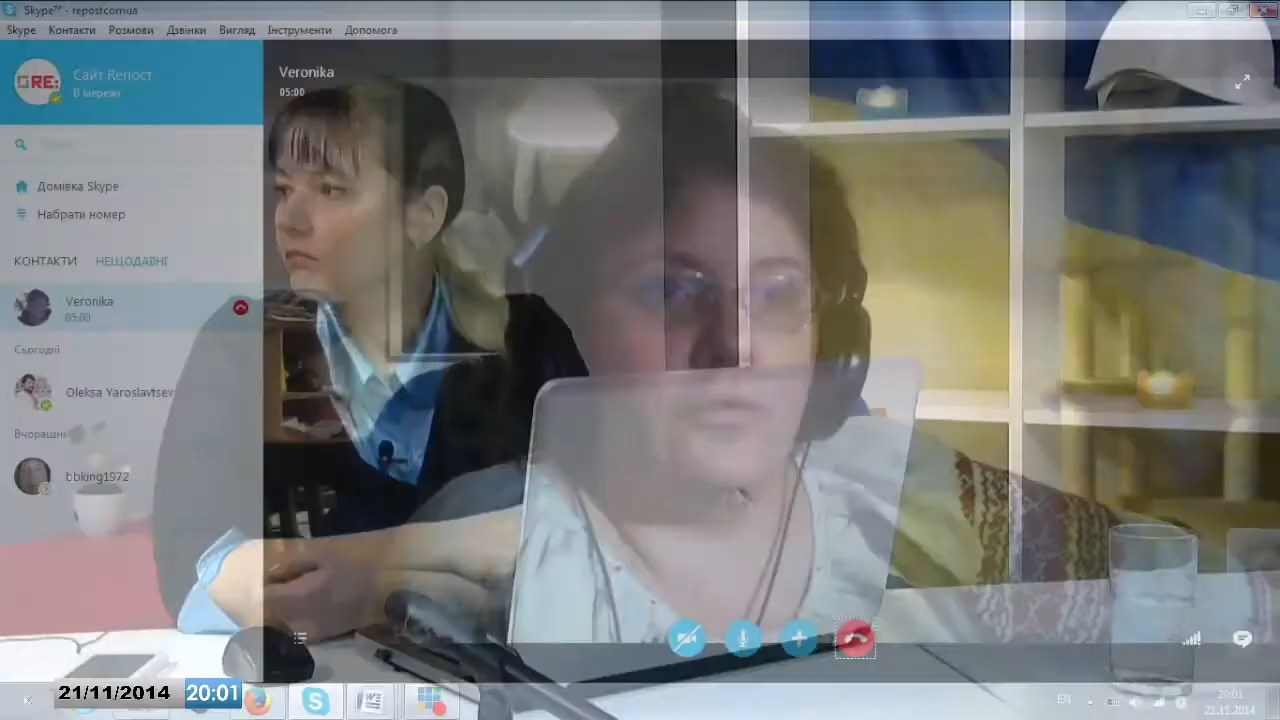 Skype™ - repostcomua
Skype Контакти Розмови Дзвінки Вигляд Інструменти Допомога
RE:
Сайт Репост
В мережі
Veronika
05:00
Домівка Skype
Набрати номер
КОНТАКТИ НЕЩОДАВНІ
Veronika
05:00
Сьогодні
Oleksa Yaroslavtsev
Вчорашні
bbking1972
21/11/2014 20:01
EN
20:01
21.11.2014